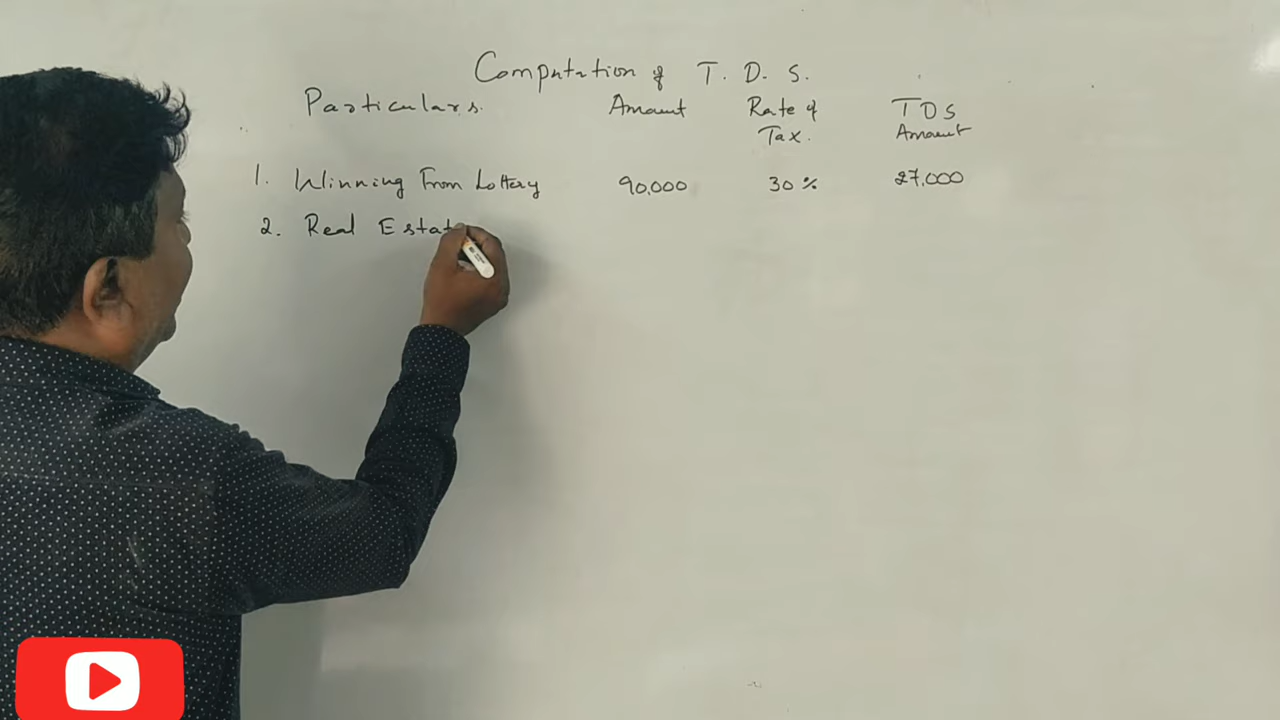 Computation of T. D. S.
Particulars. Amount Rate of Tax. TDS Amount
1. Winning From Lottery 90,000 30% 27,000
2. Real Estat